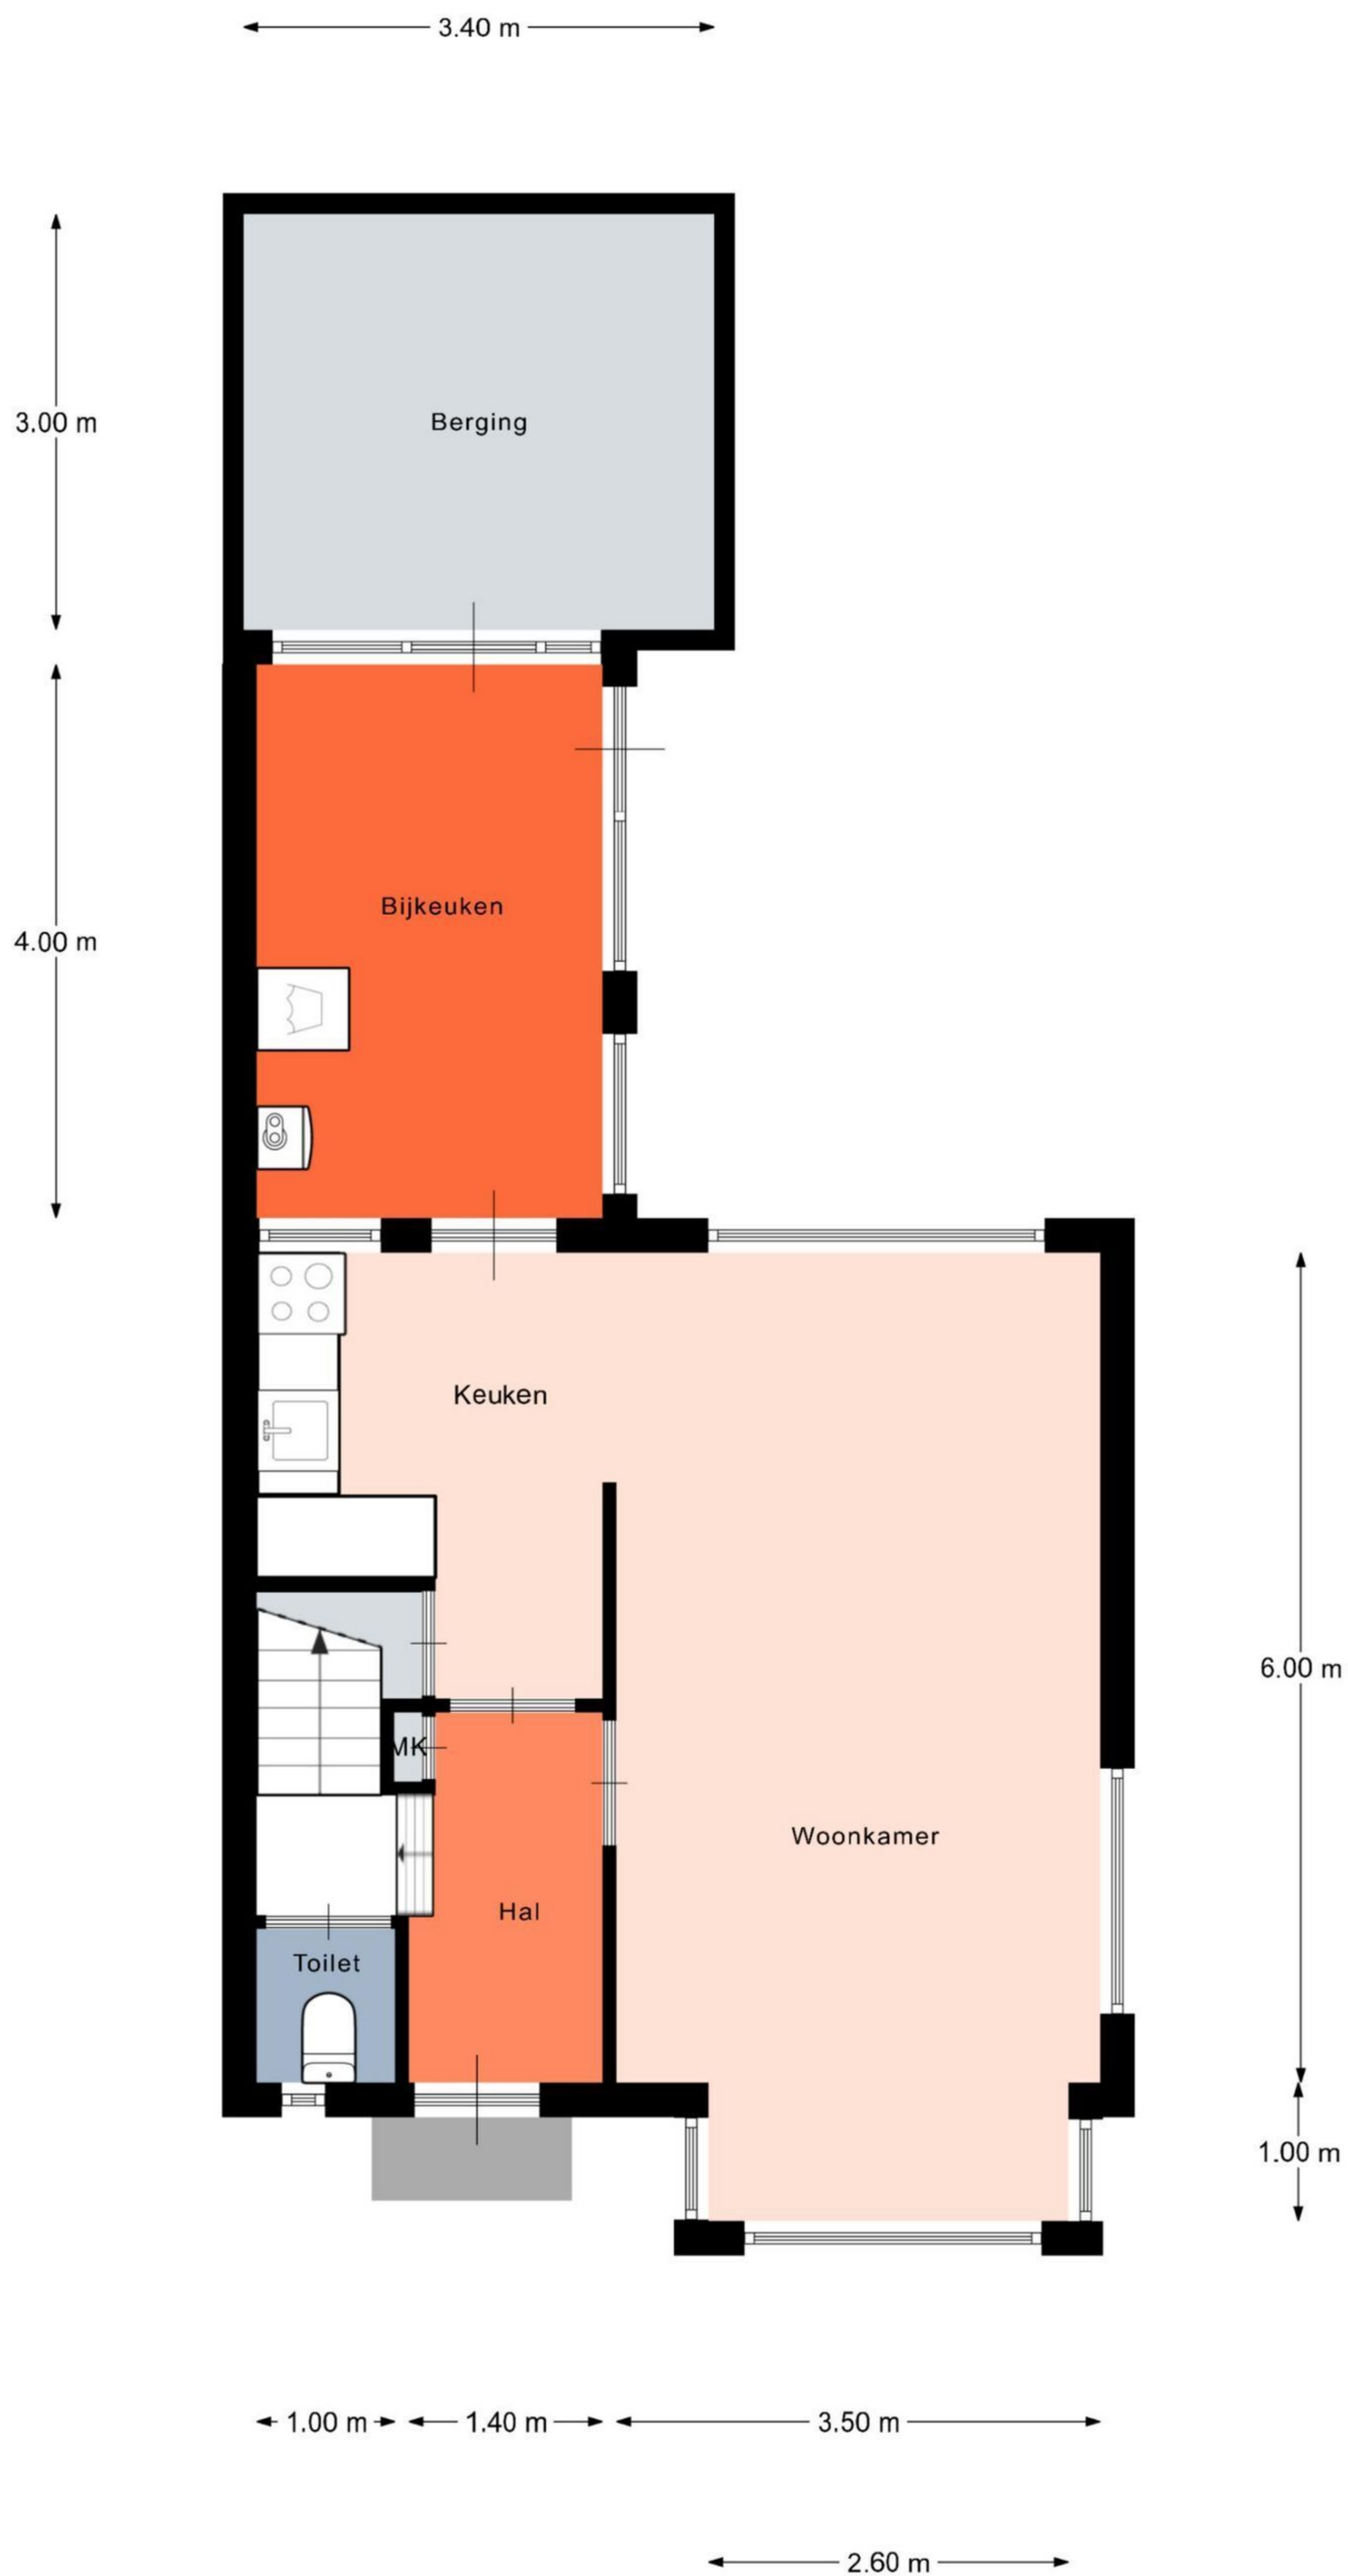 3.40 m
Berging
3.00 m
Bijkeuken
4.00 m
Keuken
6.00 m
MK
Woonkamer
Hal
Toilet
1.00 m
1.00 m
1.40 m
3.50 m
2.60 m